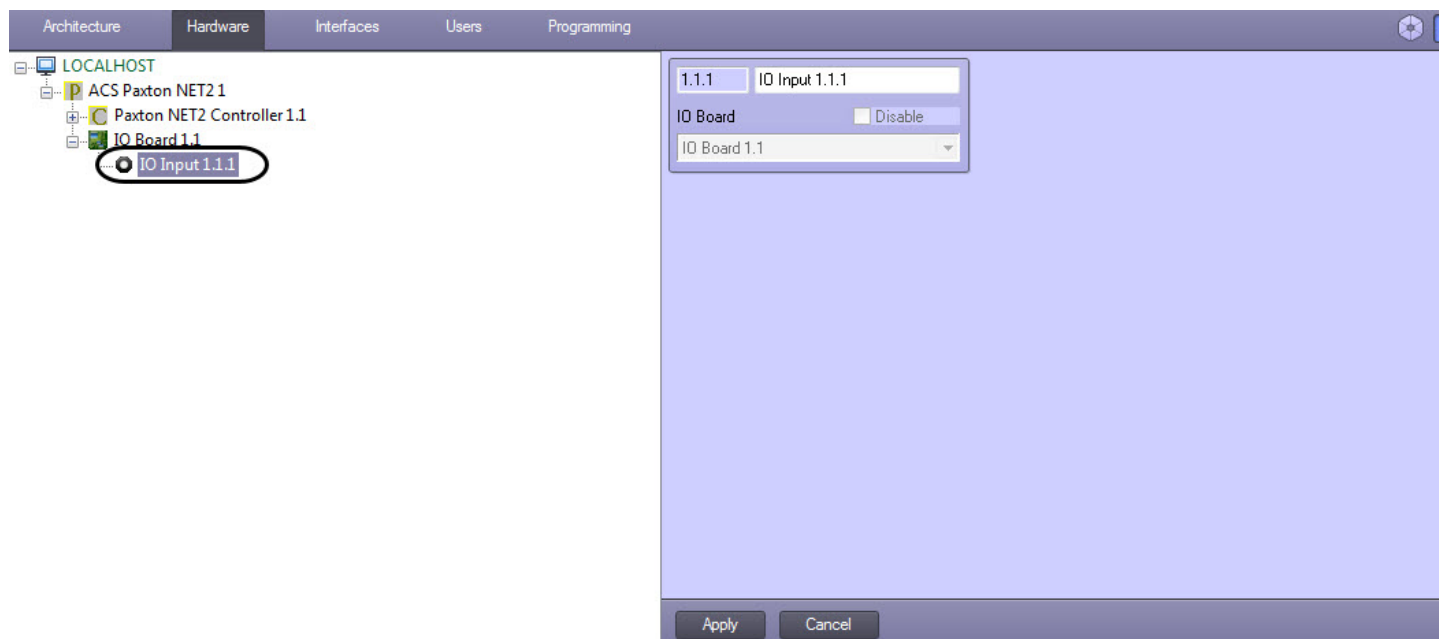 Architecture Hardware Interfaces Users Programming
LOCALHOST
P ACS Paxton NET2 1
C Paxton NET2 Controller 1.1
IO Board 1.1
IO Input 1.1.1
1.1.1 IO Input 1.1.1
IO Board Disable
IO Board 1.1
Apply Cancel